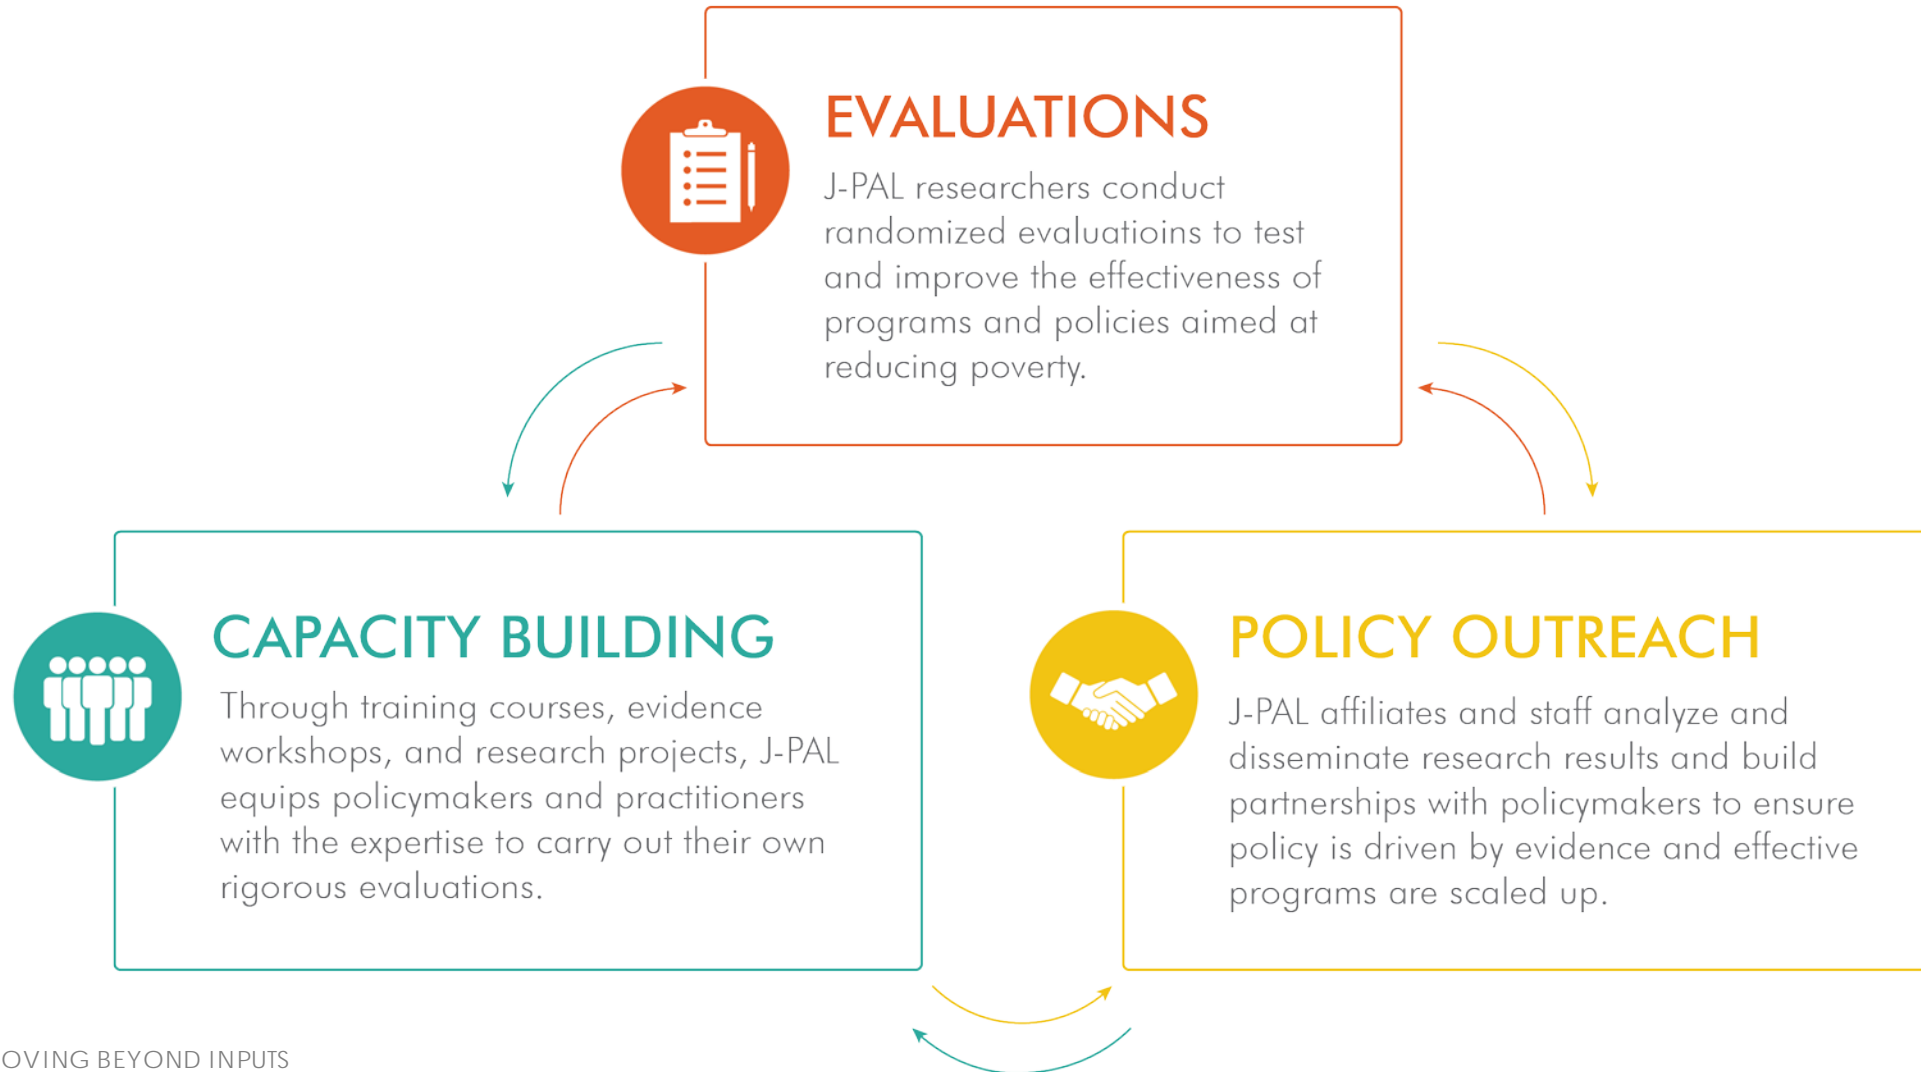 EVALUATIONS
J-PAL researchers conduct
randomized evaluatioins to test
and improve the effectiveness of
programs and policies aimed at
reducing poverty.
CAPACITY BUILDING
Through training courses, evidence
workshops, and research projects, J-PAL
equips policymakers and practitioners
with the expertise to carry out their own
rigorous evaluations.
POLICY OUTREACH
J-PAL affiliates and staff analyze and
disseminate research results and build
partnerships with policymakers to ensure
policy is driven by evidence and effective
programs are scaled up.
OVING BEYOND INPUTS